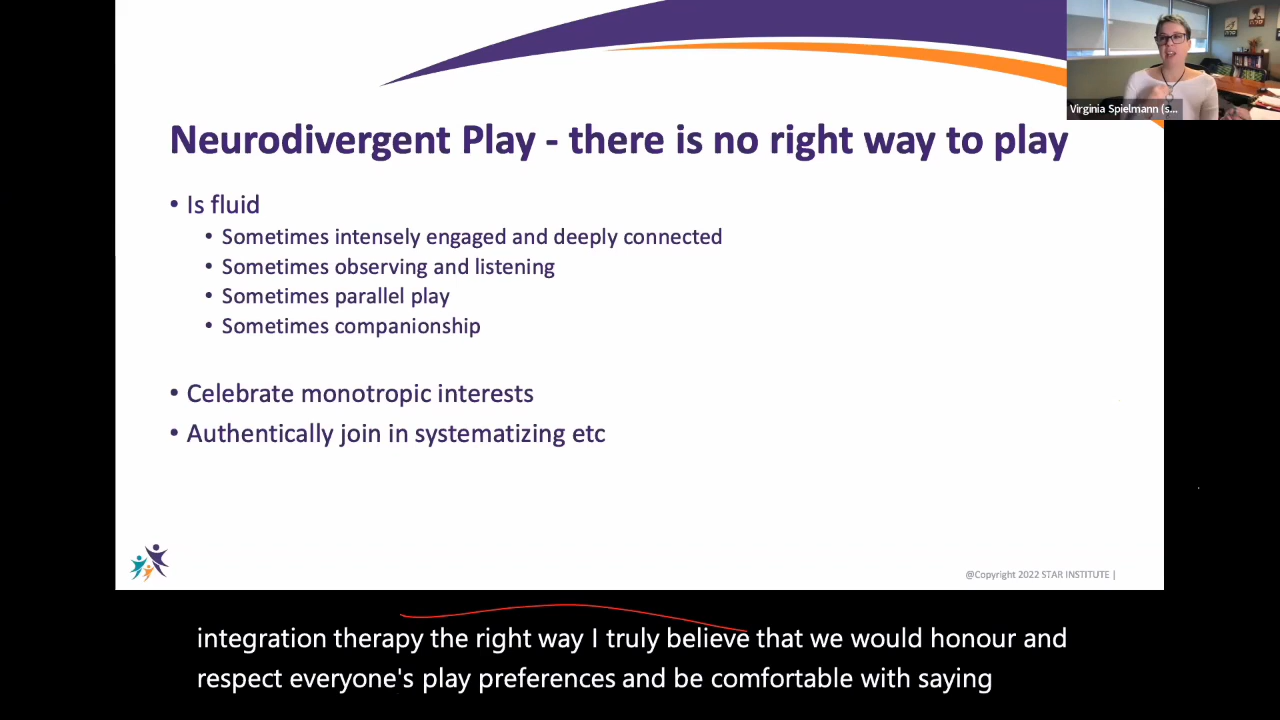 Virginia Spielmann (s...
Neurodivergent Play - there is no right way to play
• Is fluid
• Sometimes intensely engaged and deeply connected
• Sometimes observing and listening
• Sometimes parallel play
• Sometimes companionship
• Celebrate monotropic interests
• Authentically join in systematizing etc
@Copyright 2022 STAR INSTITUTE |
integration therapy the right way I truly believe that we would honour and
respect everyone's play preferences and be comfortable with saying